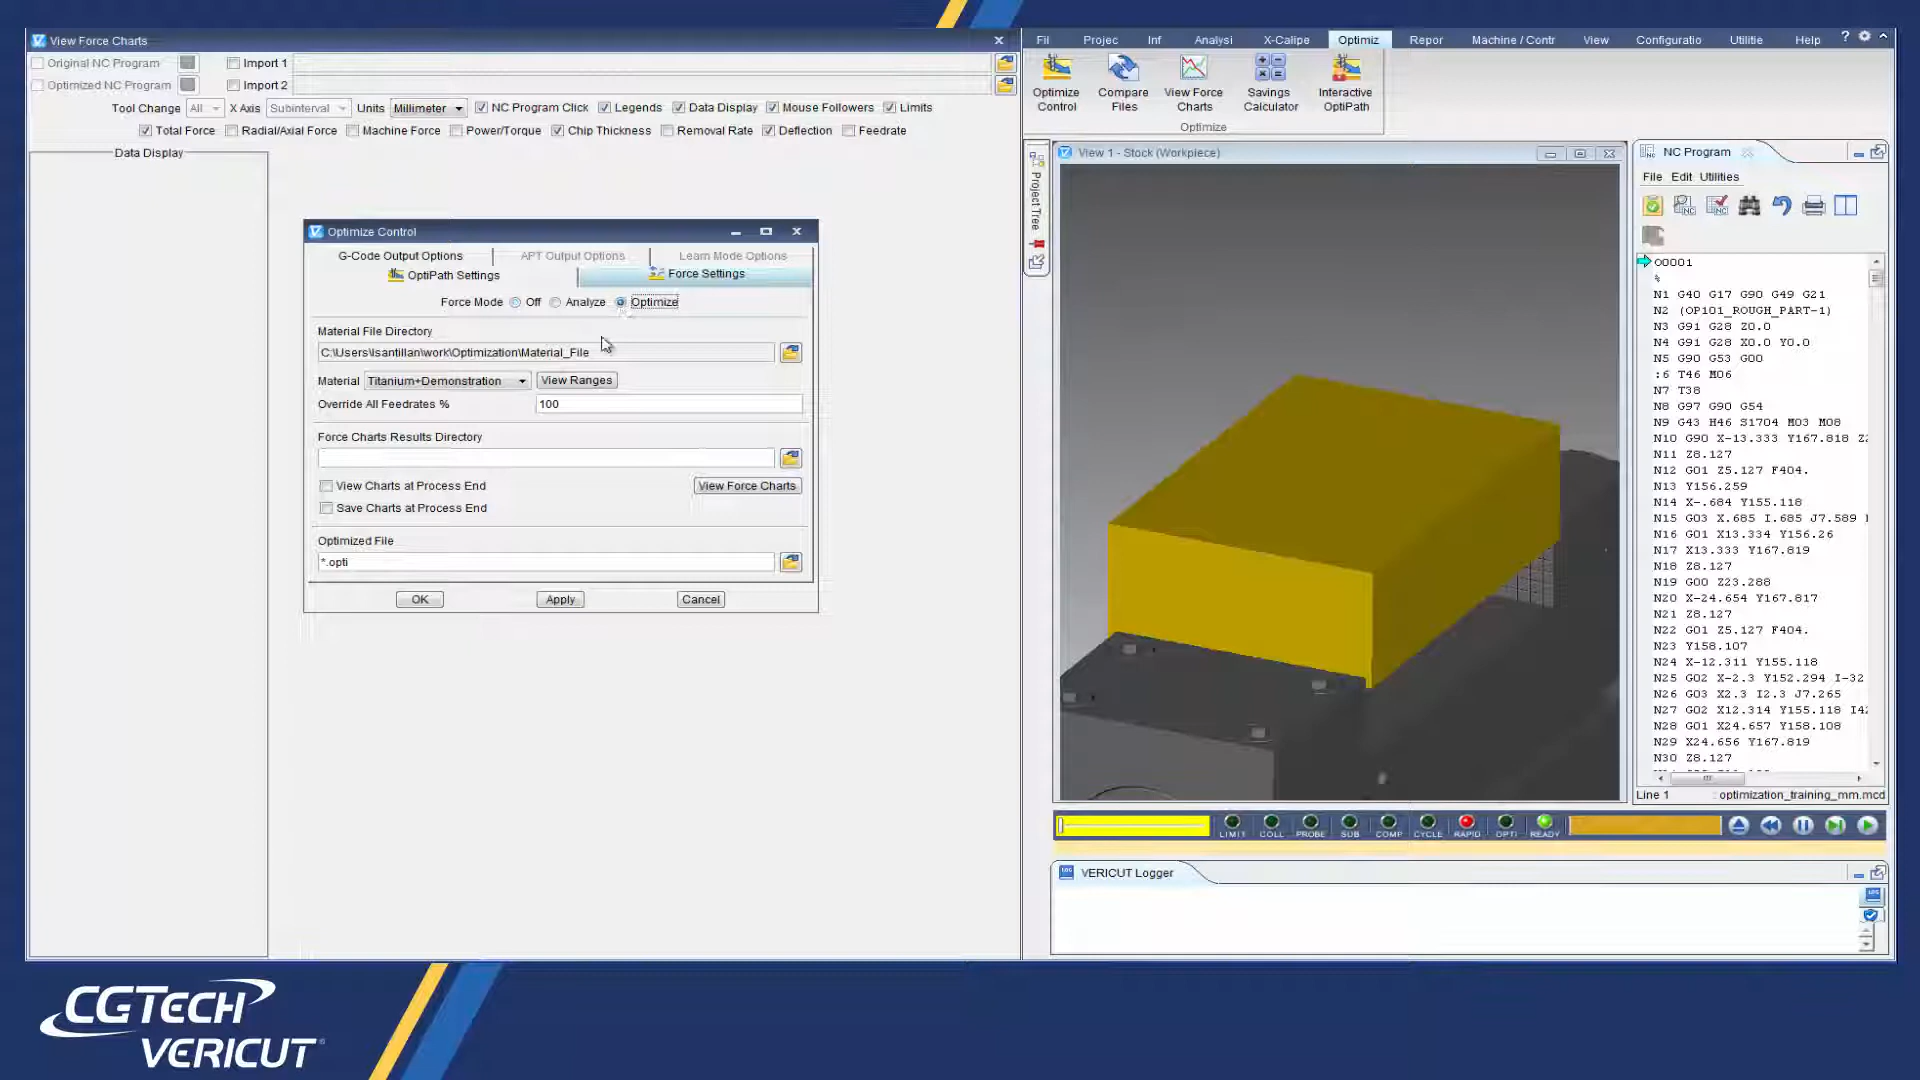 View Force Charts
Original NC Program Import 1
Optimized NC Program Import 2
Tool Change All X Axis Subinterval Units Millimeter NC Program Click Legends Data Display Mouse Followers Limits
Total Force Radial/Axial Force Machine Force Power/Torque Chip Thickness Removal Rate Deflection Feedrate
Data Display
Optimize Control
G-Code Output Options APT Output Options Learn Mode Options
OptiPath Settings Force Settings
Force Mode Off Analyze Optimize
Material File Directory
C:\Users\lsantillan\work\Optimization\Material_File
Material Titanium+Demonstration View Ranges
Override All Feedrates % 100
Force Charts Results Directory
View Charts at Process End View Force Charts
Save Charts at Process End
Optimized File
*.opti
OK Apply Cancel
Fil Projec Inf Analysi X-Calipe Optimiz Repor Machine / Contr View Configuratio Utilitie Help ?
Optimize Control
Compare Files
View Force Charts
Savings Calculator
Interactive OptiPath
Optimize
Project Tree
View 1 - Stock (Workpiece)
NC Program
File Edit Utilities
O0001
%
N1 G40 G17 G90 G49 G21
N2 (OP101_ROUGH_PART-1)
N3 G91 G28 Z0.0
N4 G91 G28 X0.0 Y0.0
N5 G90 G53 G00
:6 T46 M06
N7 T38
N8 G97 G90 G54
N9 G43 H46 S1704 M03 M08
N10 G90 X-13.333 Y167.818
N11 Z8.127
N12 G01 Z5.127 F404.
N13 Y156.259
N14 X-.684 Y155.118
N15 G03 X.685 I.685 J7.589
N16 G01 X13.334 Y156.26
N17 X13.333 Y167.819
N18 Z8.127
N19 G00 Z23.288
N20 X-24.654 Y167.817
N21 Z8.127
N22 G01 Z5.127 F404.
N23 Y158.107
N24 X-12.311 Y155.118
N25 G02 X-2.3 Y152.294 I-32
N26 G03 X2.3 I2.3 J7.265
N27 G02 X12.314 Y155.118 I42
N28 G01 X24.657 Y158.108
N29 X24.656 Y167.819
N30 Z8.127
Line 1 : optimization_training_mm.mcd
LIMIT COLL PROBE SUB COMP CYCLE RAPID OPTI READY
VERICUT Logger
CGTECH
VERICUT